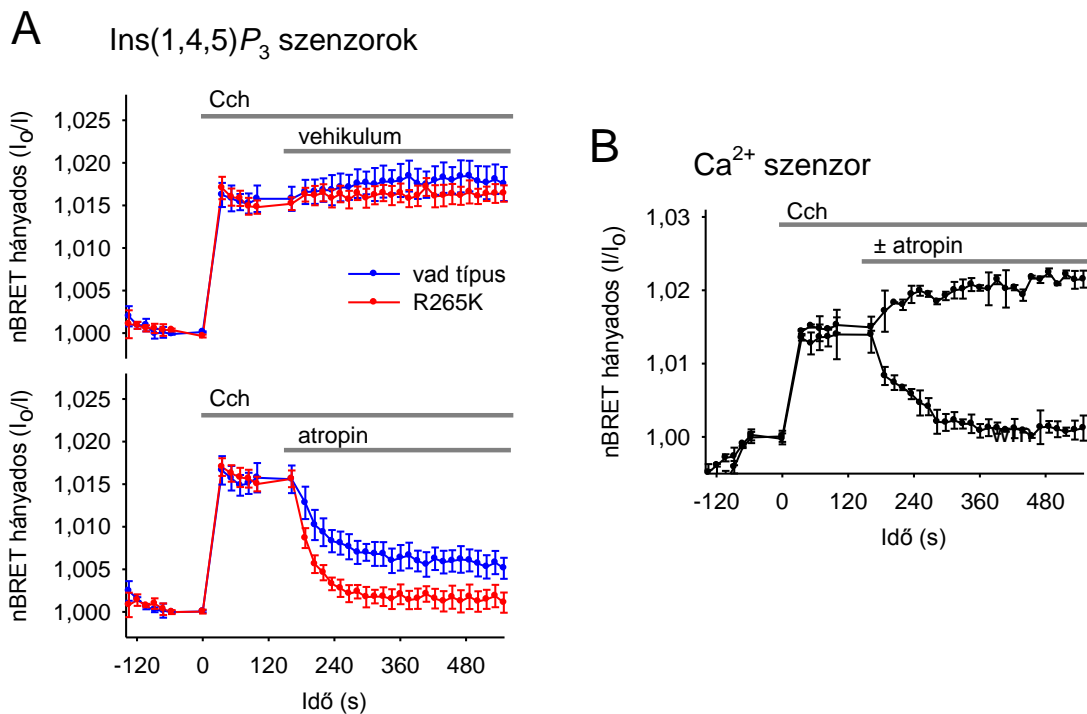 A
Ins(1,4,5)P3 szenzorok
nBRET hányados (I0/I)
1,025
1,020
1,015
1,010
1,005
1,000
Cch
vehikulum
vad típus
R265K
nBRET hányados (I0/I)
1,025
1,020
1,015
1,010
1,005
1,000
Cch
atropin
-120 0 120 240 360 480
Idő (s)
B
Ca2+ szenzor
nBRET hányados (I/I0)
1,03
1,02
1,01
1,00
Cch
± atropin
-120 0 120 240 360 480
Idő (s)